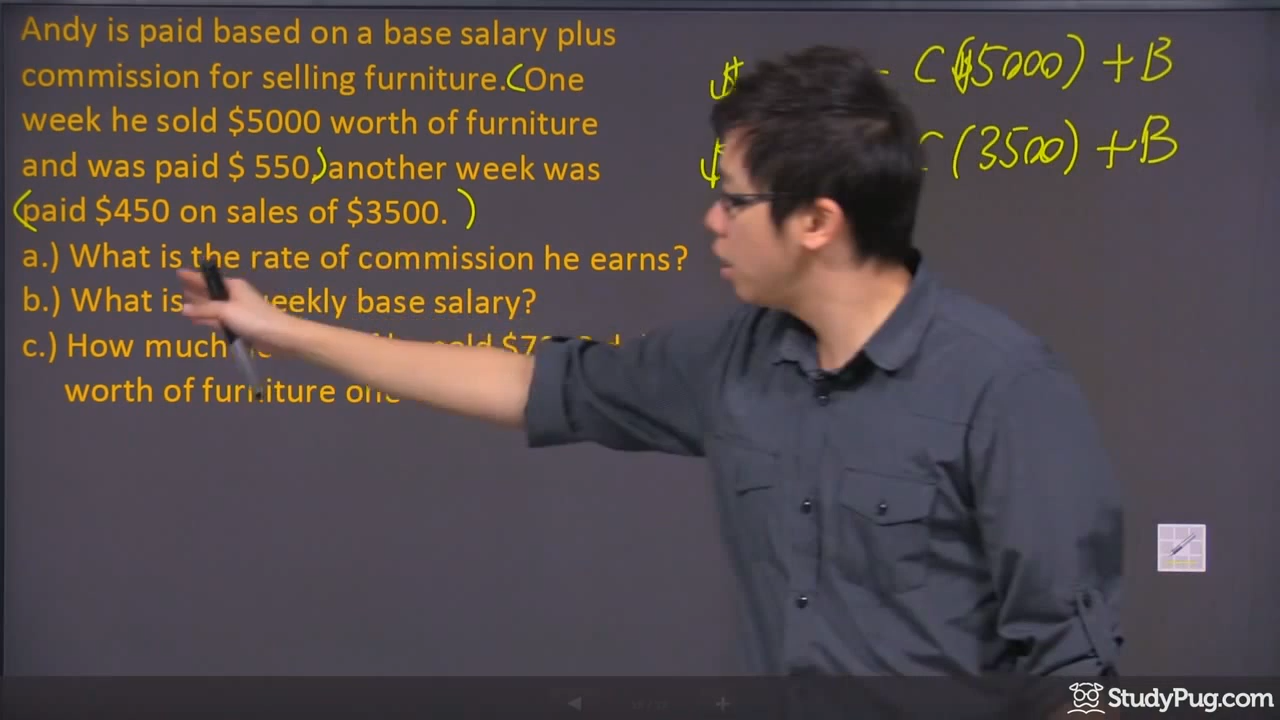 Andy is paid based on a base salary plus
commission for selling furniture. (One
week he sold $5000 worth of furniture
and was paid $ 550,) another week was
(paid $450 on sales of $3500. )
a.) What is the rate of commission he earns?
b.) What is weekly base salary?
c.) How much
worth of furniture one
C($5000) + B
C (3500) + B
StudyPug.com